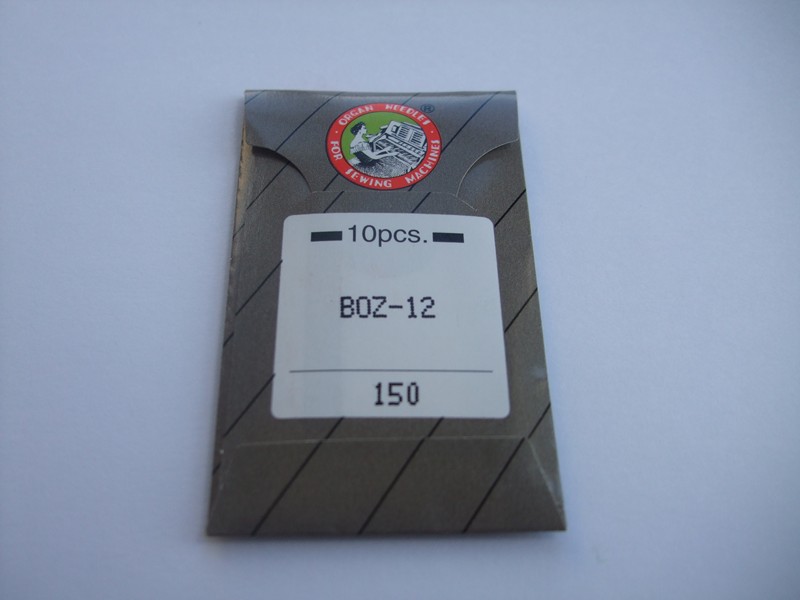 ORGAN NEEDLES ®
FOR SEWING MACHINES
10pcs.
BOZ-12
150